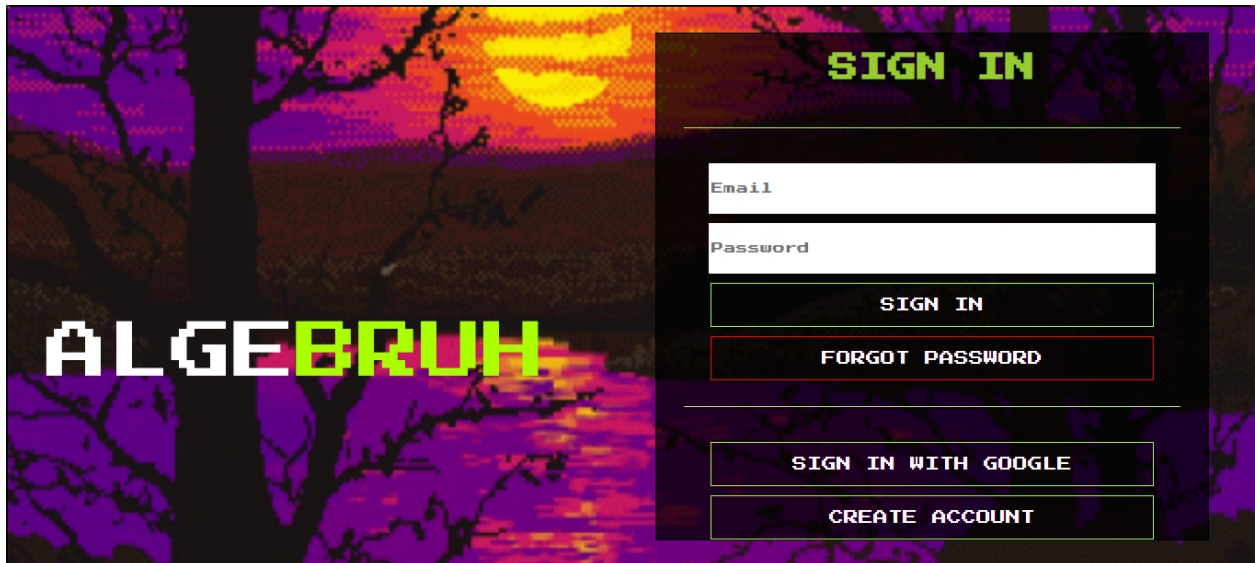 ALGEBRUH
SIGN IN
Email
Password
SIGN IN
FORGOT PASSWORD
SIGN IN WITH GOOGLE
CREATE ACCOUNT